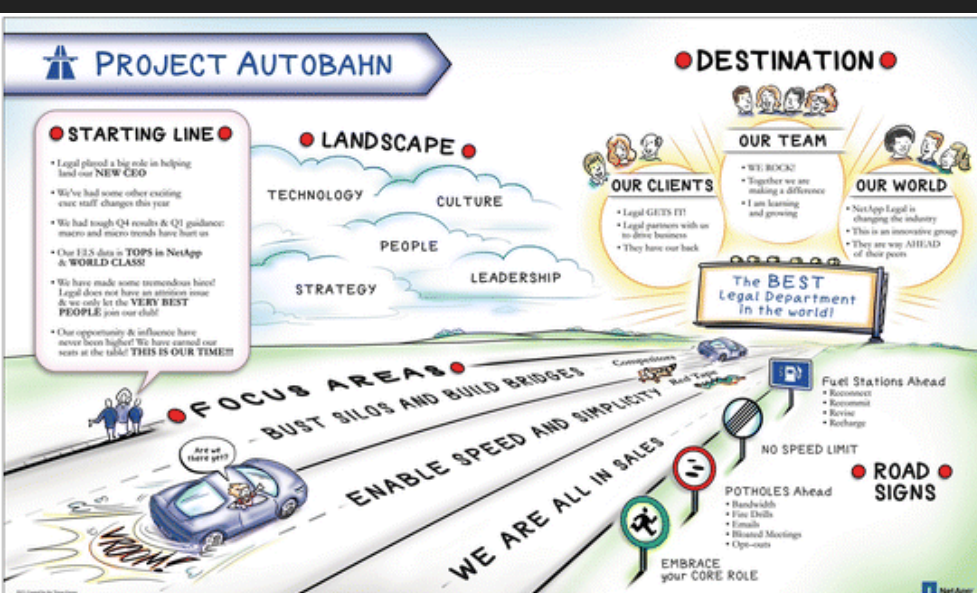 PROJECT AUTOBAHN
STARTING LINE
• Legal played a big role in helping
land our NEW CEO
• We've had some other exciting
exec staff changes this year
• We had tough Q4 results & Q1 guidance:
macro and micro trends have hurt us
• Our ELS data is TOPS in NetApp
& WORLD CLASS!
• We have made some tremendous hires!
Legal does not have an attrition issue
& we only let the VERY BEST
PEOPLE join our club!
• Our opportunity & influence have
never been higher! We have earned our
seats at the table! THIS IS OUR TIME!!!
LANDSCAPE
TECHNOLOGY
CULTURE
PEOPLE
STRATEGY
LEADERSHIP
DESTINATION
OUR CLIENTS
• Legal GETS IT!
• Legal partners with us
to drive business
• They have our back
OUR TEAM
• WE ROCK!
• Together we are
making a difference
• I am learning
and growing
OUR WORLD
• NetApp Legal is
changing the industry
• This is an innovative group
• They are way AHEAD
of their peers
The BEST
Legal Department
in the world!
FOCUS AREAS
BUST SILOS AND BUILD BRIDGES
ENABLE SPEED AND SIMPLICITY
WE ARE ALL IN SALES
Competitors
Red Tape
Are we
there yet?
VROOM!
Fuel Stations Ahead
• Reconnect
• Recommit
• Revise
• Recharge
NO SPEED LIMIT
ROAD
SIGNS
POTHOLES Ahead
• Bandwidth
• Fire Drills
• Emails
• Bloated Meetings
• Opt-outs
EMBRACE
your CORE ROLE
NetApp